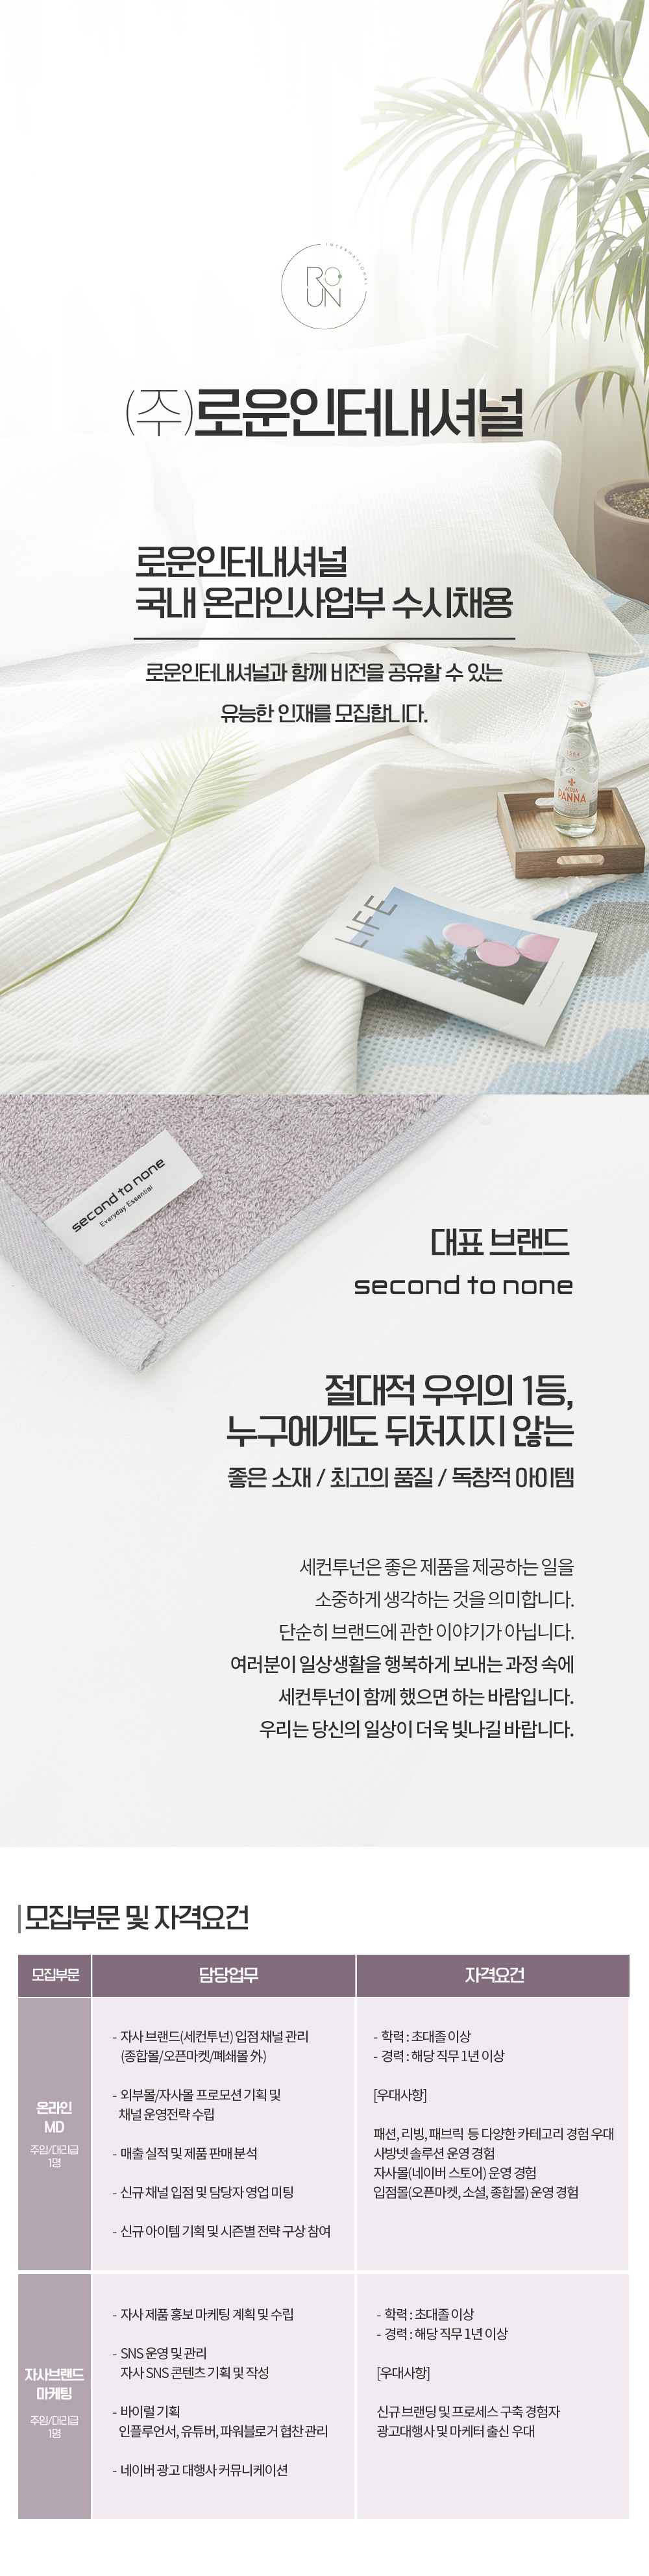 INTERNATIONAL
RO
UN
(주)로운인터내셔널
로운인터내셔널
국내 온라인사업부 수시채용
로운인터내셔널과 함께 비전을 공유할 수 있는
유능한 인재를 모집합니다.
ACQUA
PANNA
LIFE
second to none
Everyday Essential
대표 브랜드
second to none
절대적 우위의 1등,
누구에게도 뒤처지지 않는
좋은 소재 / 최고의 품질 / 독창적 아이템
세컨투넌은 좋은 제품을 제공하는 일을
소중하게 생각하는 것을 의미합니다.
단순히 브랜드에 관한 이야기가 아닙니다.
여러분이 일상생활을 행복하게 보내는 과정 속에
세컨투넌이 함께 했으면 하는 바람입니다.
우리는 당신의 일상이 더욱 빛나길 바랍니다.
모집부문 및 자격요건
모집부문
담당업무
자격요건
온라인
MD
주임/대리급
1명
- 자사 브랜드(세컨투넌) 입점 채널 관리
(종합몰/오픈마켓/폐쇄몰 外)
- 외부몰/자사몰 프로모션 기획 및
채널 운영전략 수립
- 매출 실적 및 제품 판매 분석
- 신규 채널 입점 및 담당자 영업 미팅
- 신규 아이템 기획 및 시즌별 전략 구상 참여
- 학력 : 초대졸 이상
- 경력 : 해당 직무 1년 이상
[우대사항]
패션, 리빙, 패브릭 등 다양한 카테고리 경험 우대
사방넷 솔루션 운영 경험
자사몰(네이버 스토어) 운영 경험
입점몰(오픈마켓, 소셜, 종합몰) 운영 경험
자사브랜드
마케팅
주임/대리급
1명
- 자사 제품 홍보 마케팅 계획 및 수립
- SNS 운영 및 관리
자사 SNS 콘텐츠 기획 및 작성
- 바이럴 기획
인플루언서, 유튜버, 파워블로거 협찬 관리
- 네이버 광고 대행사 커뮤니케이션
- 학력 : 초대졸 이상
- 경력 : 해당 직무 1년 이상
[우대사항]
신규 브랜딩 및 프로세스 구축 경험자
광고대행사 및 마케터 출신 우대